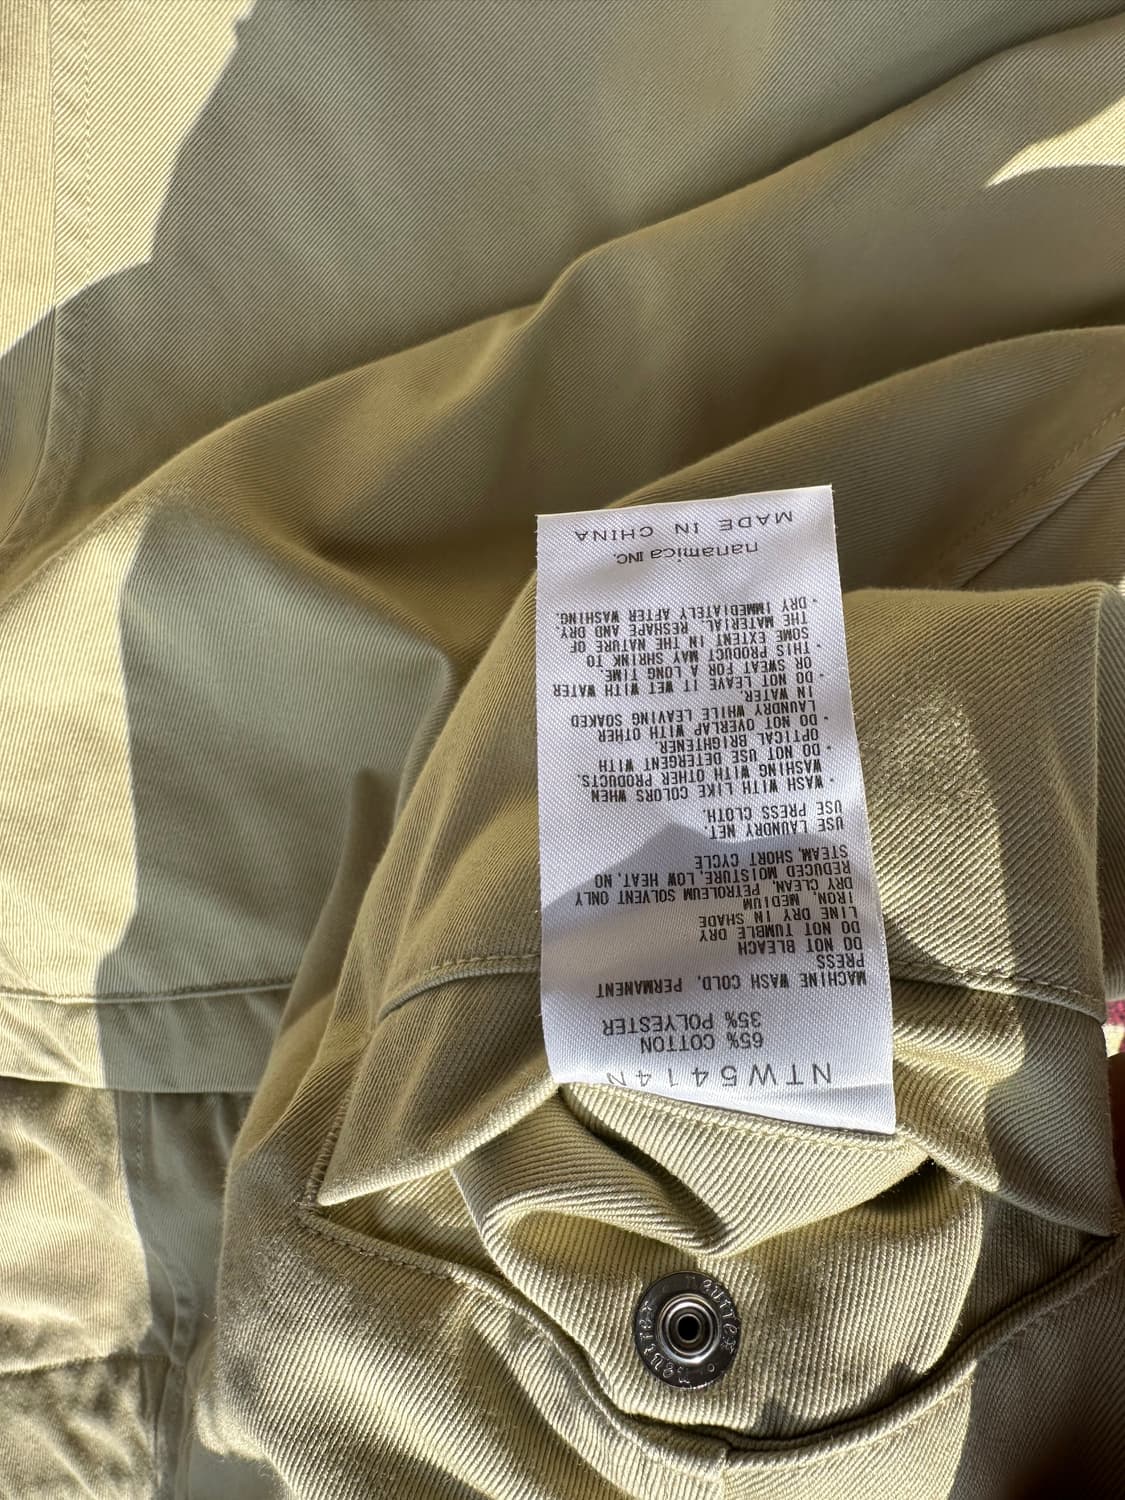 NTW5414N
65% COTTON
35% POLYESTER
MACHINE WASH COLD, PERMANENT
PRESS
DO NOT BLEACH
DO NOT TUMBLE DRY
LINE DRY IN SHADE
IRON, MEDIUM
DRY CLEAN, PETROLEUM SOLVENT ONLY
REDUCED MOISTURE, LOW HEAT, NO
STEAM, SHORT CYCLE
USE LAUNDRY NET.
USE PRESS CLOTH.
・WASH WITH LIKE COLORS WHEN
WASHING WITH OTHER PRODUCTS.
・DO NOT USE DETERGENT WITH
OPTICAL BRIGHTENER.
・DO NOT OVERLAP WITH OTHER
LAUNDRY WHILE LEAVING SOAKED
IN WATER.
・DO NOT LEAVE IT WET WITH WATER
OR SWEAT FOR A LONG TIME.
・THIS PRODUCT MAY SHRINK TO
SOME EXTENT IN THE NATURE OF
THE MATERIAL. RESHAPE AND DRY.
・DRY IMMEDIATELY AFTER WASHING.
nanamica INC.
MADE IN CHINA